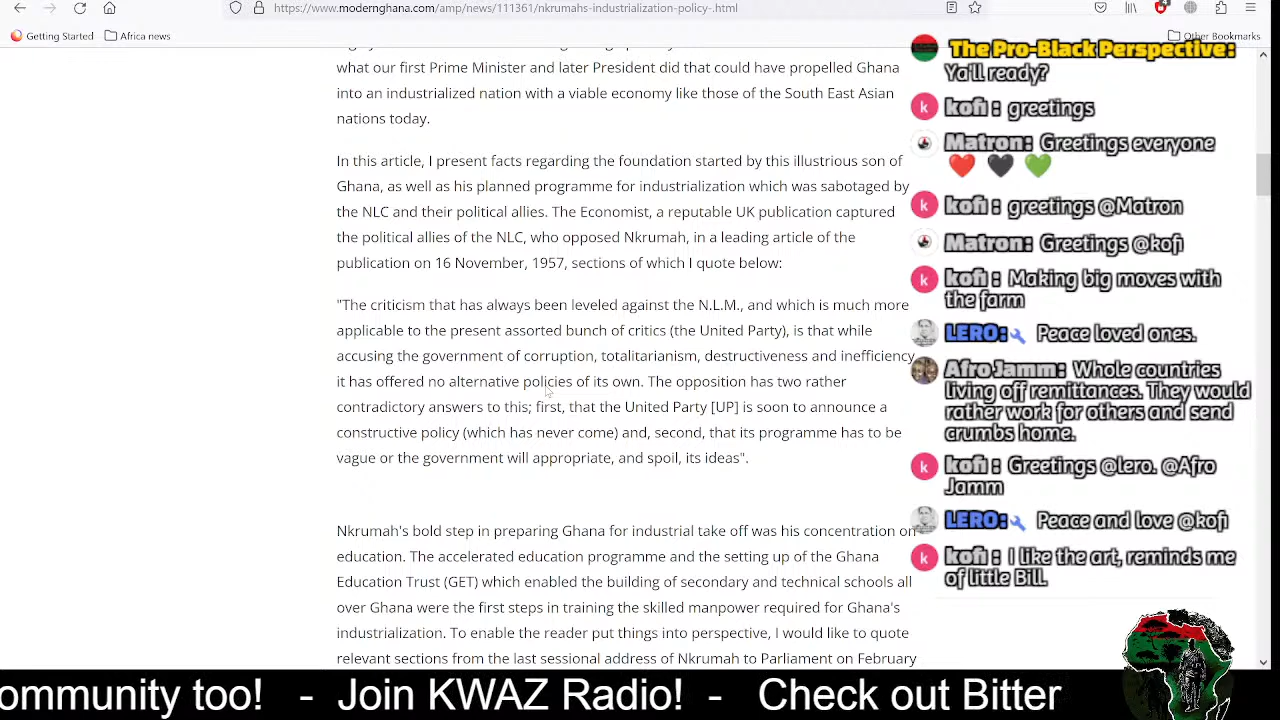 https://www.modernghana.com/amp/news/111361/nkrumahs-industrialization-policy-.html
4
Getting Started
Africa news
Other Bookmarks
what our first Prime Minister and later President did that could have propelled Ghana
into an industrialized nation with a viable economy like those of the South East Asian
nations today.
In this article, I present facts regarding the foundation started by this illustrious son of
Ghana, as well as his planned programme for industrialization which was sabotaged by
the NLC and their political allies. The Economist, a reputable UK publication captured
the political allies of the NLC, who opposed Nkrumah, in a leading article of the
publication on 16 November, 1957, sections of which I quote below:
"The criticism that has always been leveled against the N.L.M., and which is much more
applicable to the present assorted bunch of critics (the United Party), is that while
accusing the government of corruption, totalitarianism, destructiveness and inefficiency
it has offered no alternative policies of its own. The opposition has two rather
contradictory answers to this; first, that the United Party [UP] is soon to announce a
constructive policy (which has never come) and, second, that its programme has to be
vague or the government will appropriate, and spoil, its ideas".
Nkrumah's bold step in preparing Ghana for industrial take off was his concentration on
education. The accelerated education programme and the setting up of the Ghana
Education Trust (GET) which enabled the building of secondary and technical schools all
over Ghana were the first steps in training the skilled manpower required for Ghana's
industrialization. To enable the reader put things into perspective, I would like to quote
relevant sections from the last sessional address of Nkrumah to Parliament on February
The Pro-Black Perspective:
Ya'll ready?
k kofi : greetings
Matron: Greetings everyone
k kofi : greetings @Matron
Matron: Greetings @kofi
k kofi : Making big moves with
the farm
LERO: Peace loved ones.
Afro Jamm: Whole countries
living off remittances. They would
rather work for others and send
crumbs home.
k kofi : Greetings @lero. @Afro
Jamm
LERO: Peace and love @kofi
k kofi : I like the art, reminds me
of little Bill.
ommunity too! - Join KWAZ Radio! - Check out Bitter